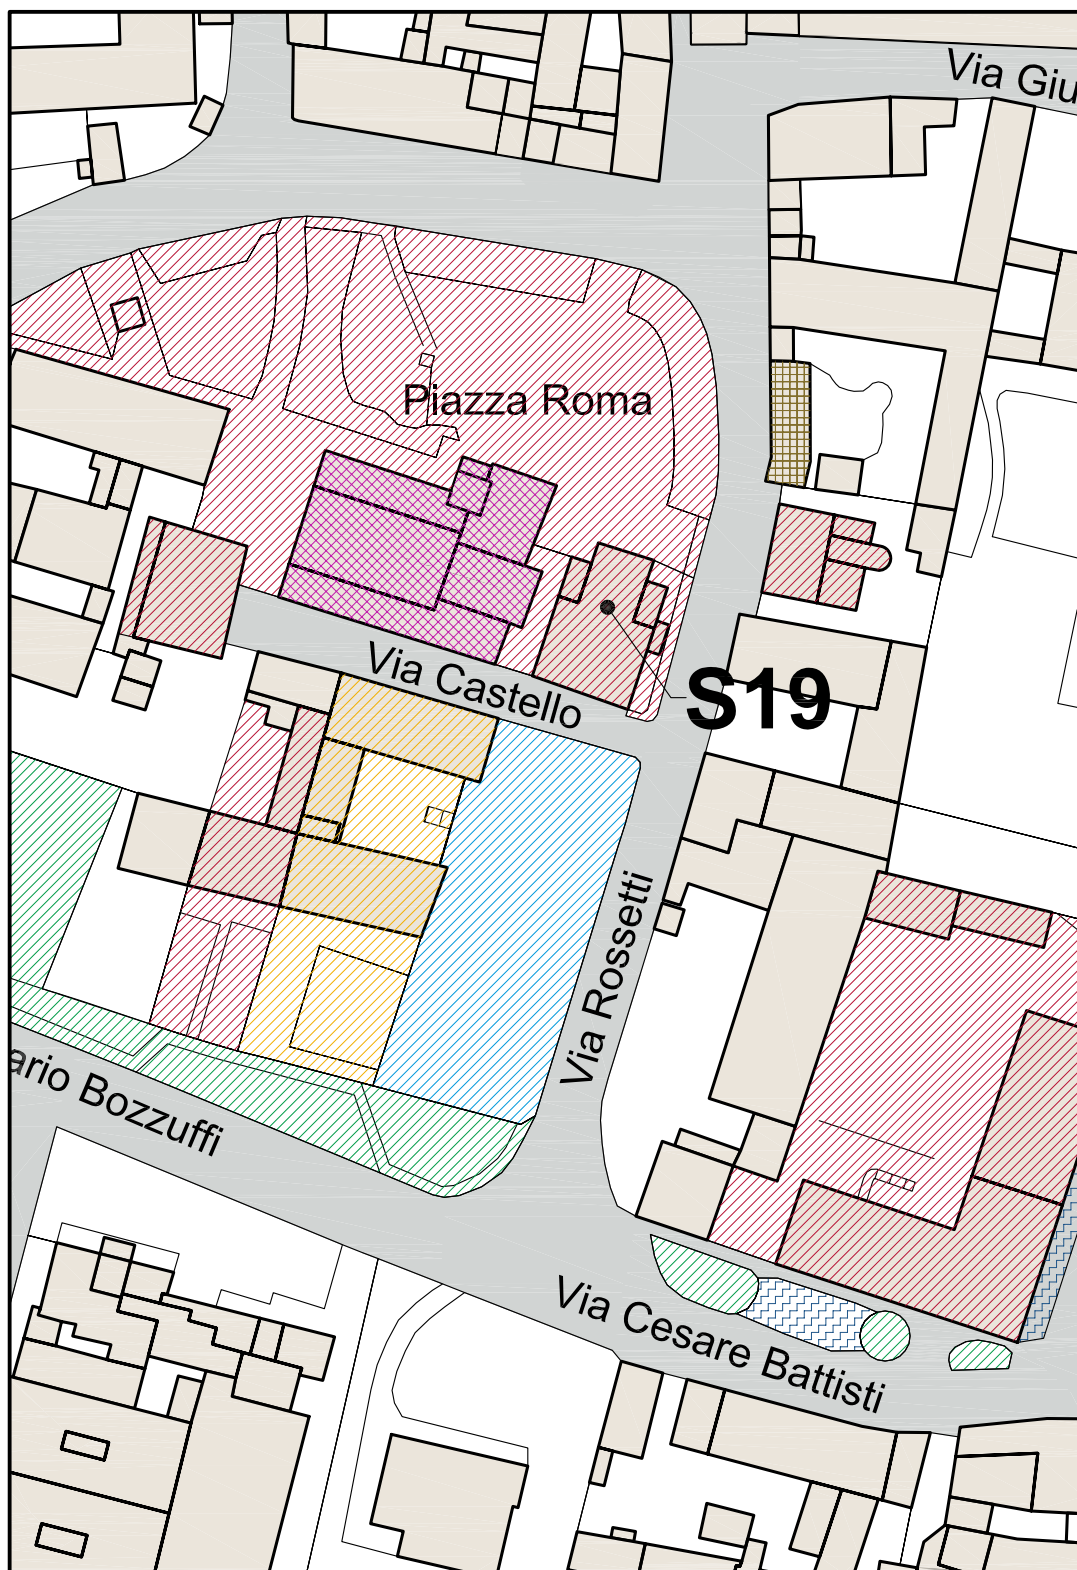 Via Giu
Piazza Roma
Via Castello
S19
Via Rossetti
ario Bozzuffi
Via Cesare Battisti